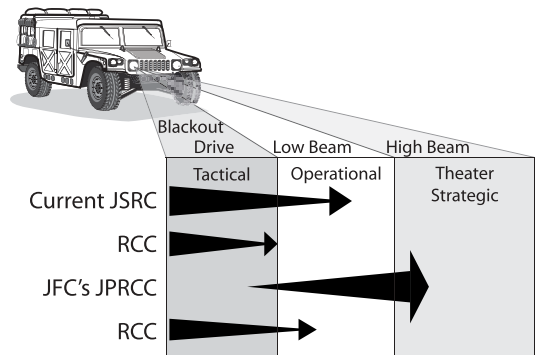 Blackout
Drive
Low Beam
High Beam
Tactical
Operational
Theater
Strategic
Current JSRC
RCC
JFC's JPRCC
RCC